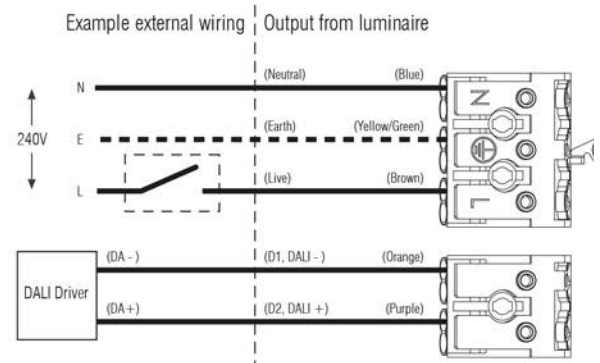 Example external wiring Output from luminaire
N (Neutral) (Blue) N
240V
E (Earth) (Yellow/Green)
L (Live) (Brown) L
(DA - ) (D1, DALI - ) (Orange)
DALI Driver
(DA+) (D2, DALI +) (Purple)